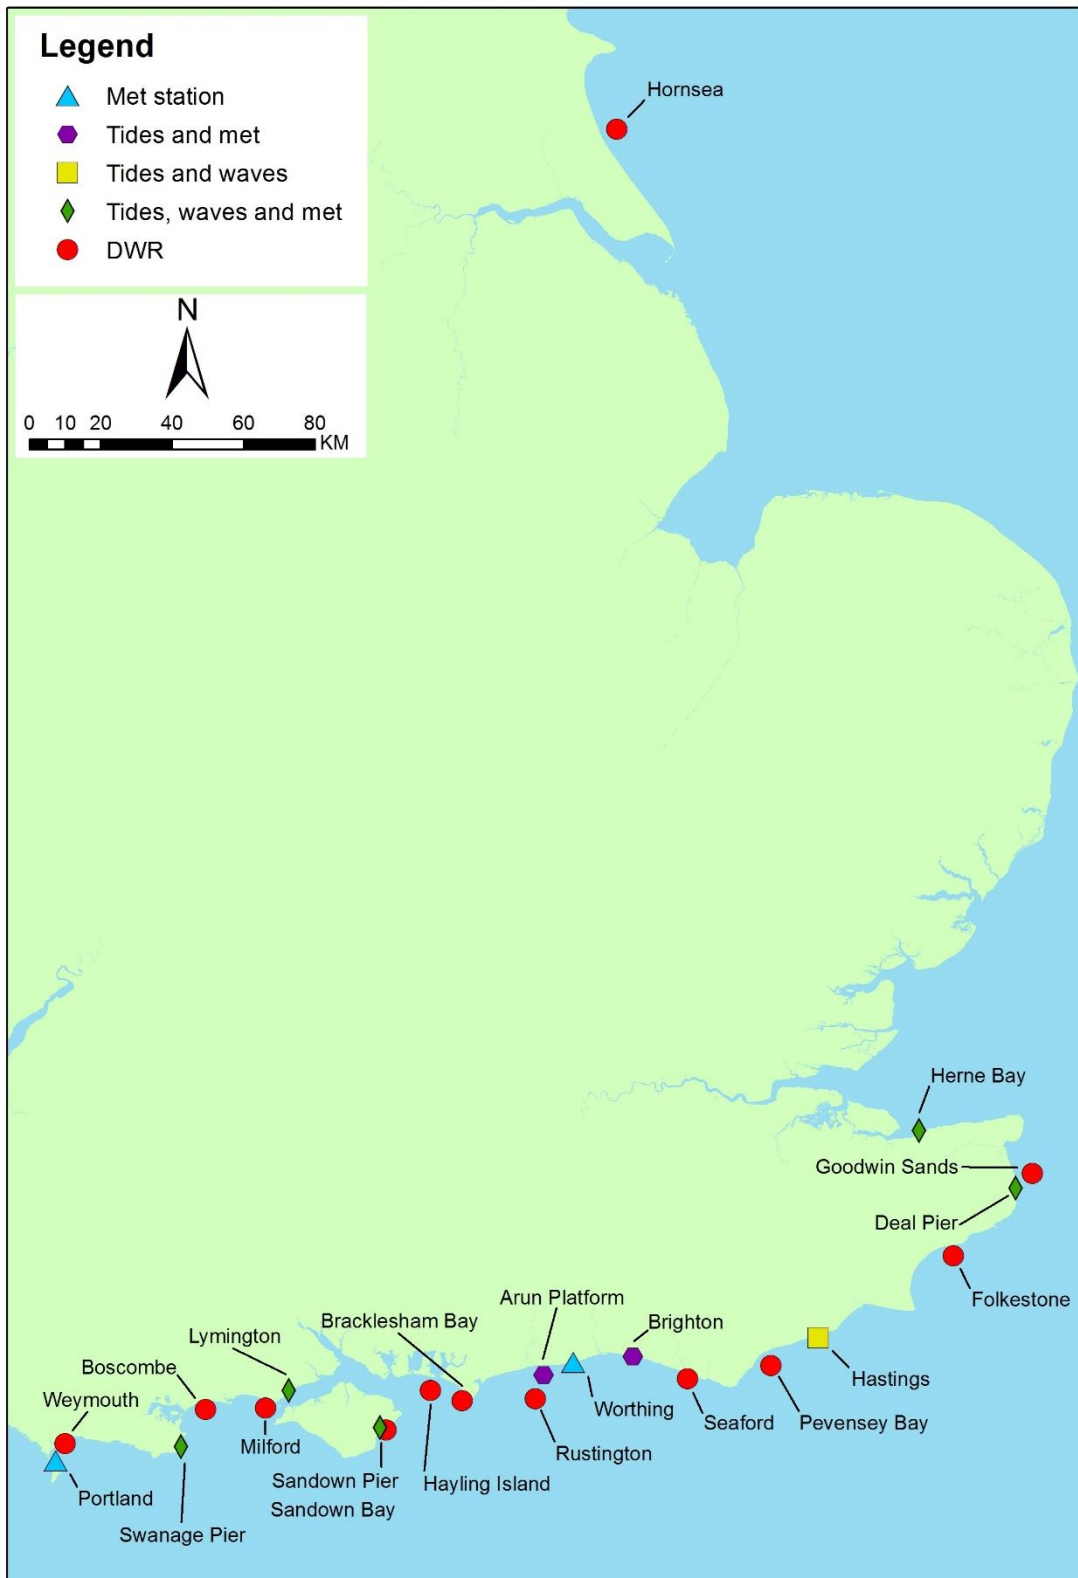 Legend
Met station
Tides and met
Tides and waves
Tides, waves and met
DWR
N
0 10 20 40 60 80
KM
Hornsea
Herne Bay
Goodwin Sands
Deal Pier
Folkestone
Arun Platform
Bracklesham Bay
Brighton
Lymington
Boscombe
Weymouth
Hastings
Worthing
Seaford
Pevensey Bay
Milford
Rustington
Portland
Sandown Pier
Sandown Bay
Hayling Island
Swanage Pier